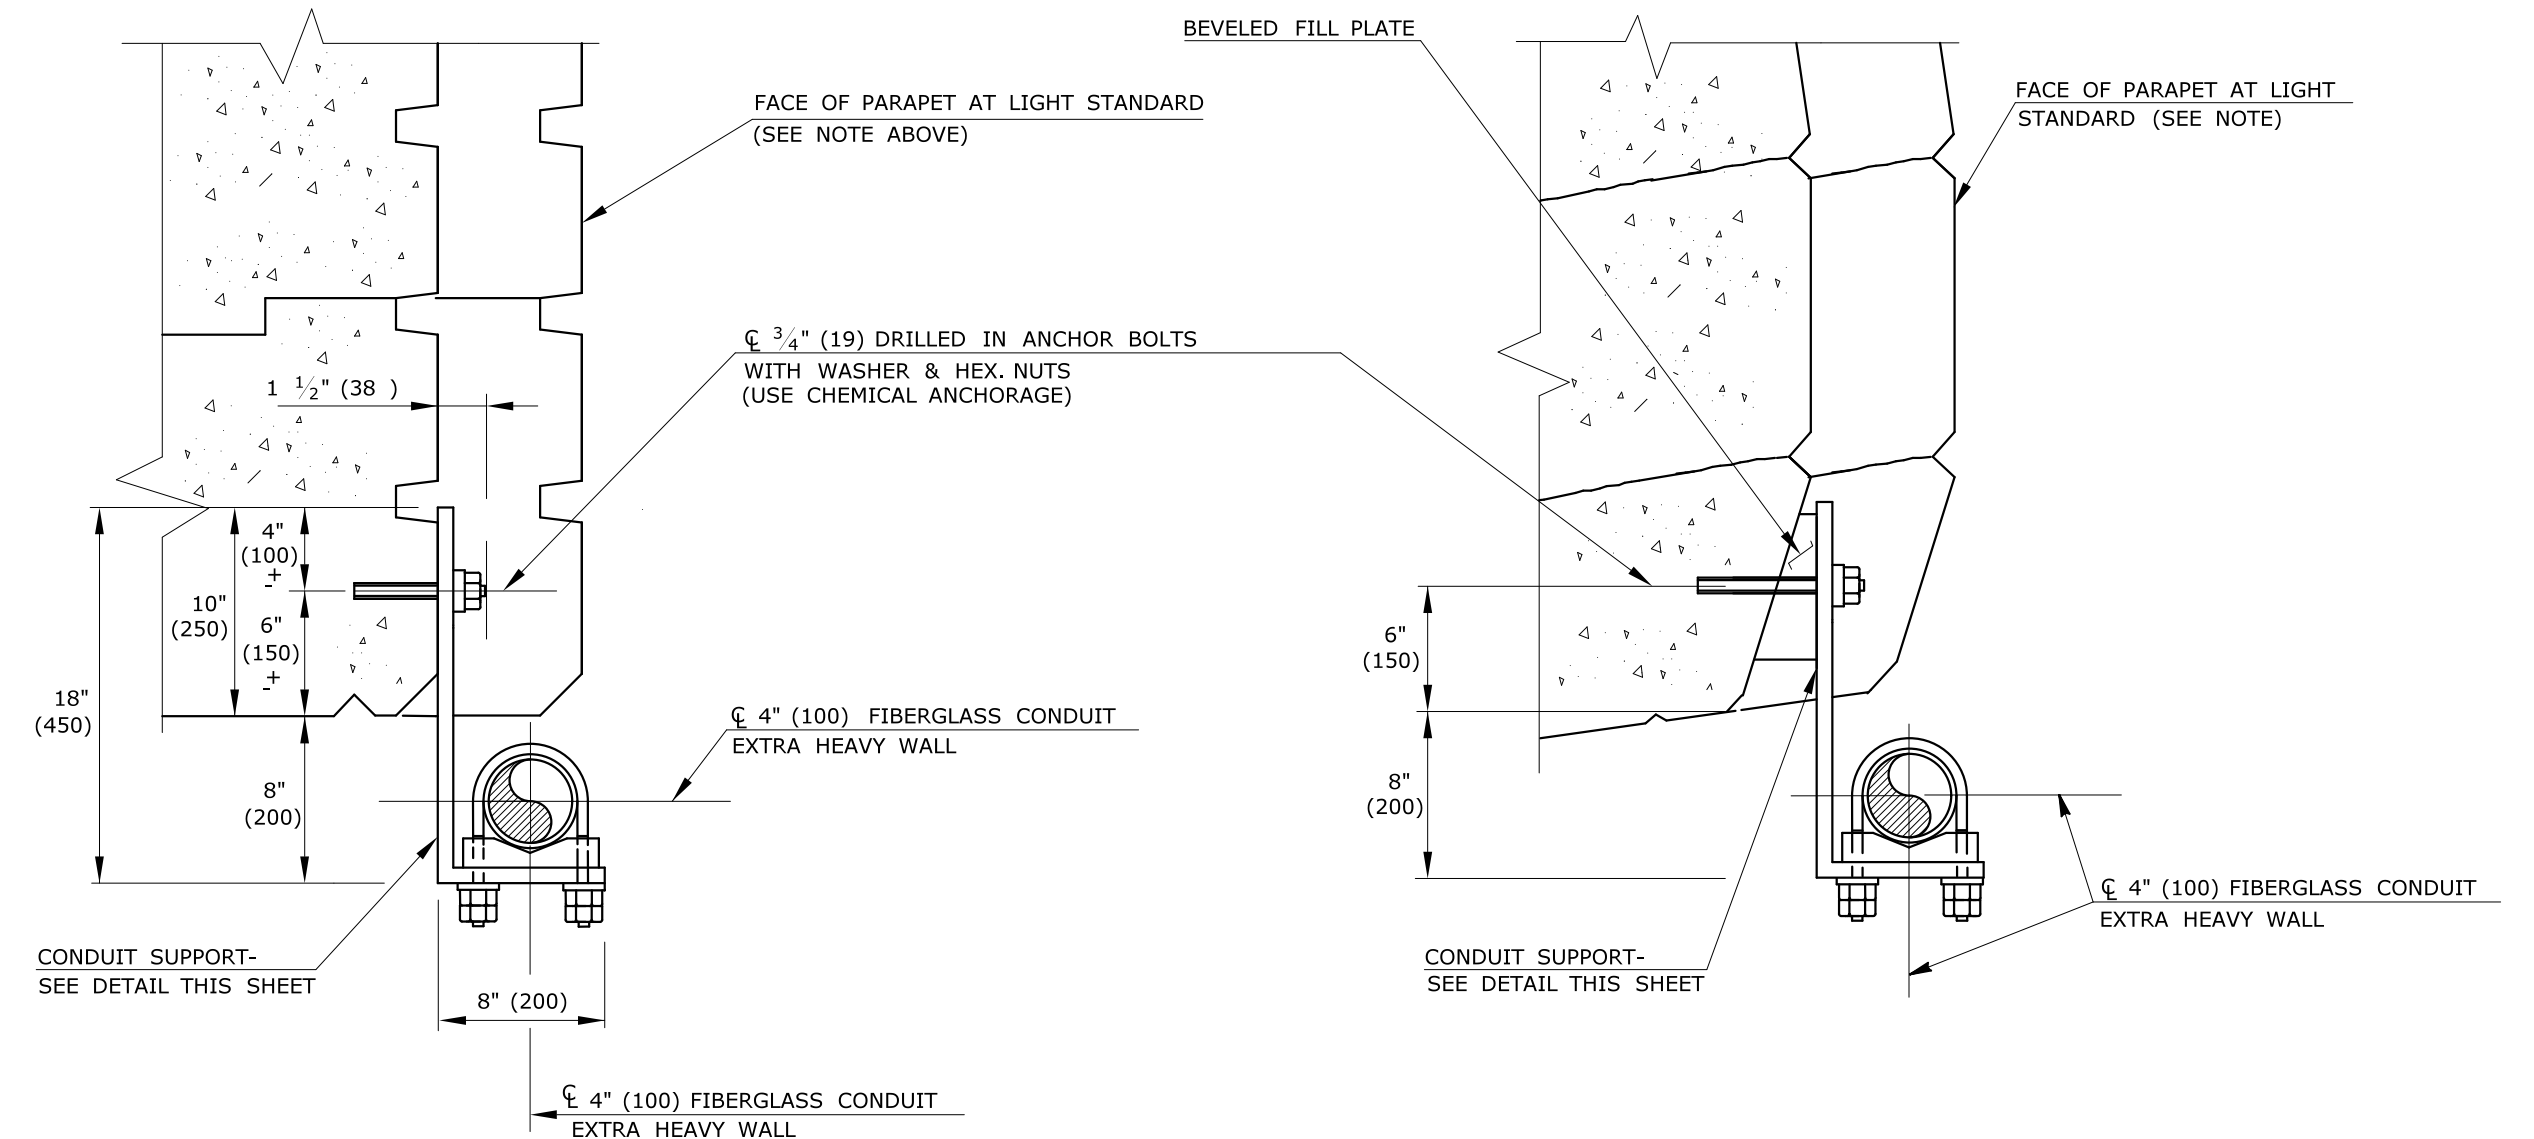 BEVELED FILL PLATE
FACE OF PARAPET AT LIGHT STANDARD
(SEE NOTE ABOVE)
FACE OF PARAPET AT LIGHT
STANDARD (SEE NOTE)
℄ 3/4" (19) DRILLED IN ANCHOR BOLTS
WITH WASHER & HEX. NUTS
(USE CHEMICAL ANCHORAGE)
1 1/2" (38 )
4"
(100)
+
-
10"
(250)
6"
(150)
+
-
18"
(450)
8"
(200)
℄ 4" (100) FIBERGLASS CONDUIT
EXTRA HEAVY WALL
CONDUIT SUPPORT-
SEE DETAIL THIS SHEET
8" (200)
℄ 4" (100) FIBERGLASS CONDUIT
EXTRA HEAVY WALL
6"
(150)
8"
(200)
℄ 4" (100) FIBERGLASS CONDUIT
EXTRA HEAVY WALL
CONDUIT SUPPORT-
SEE DETAIL THIS SHEET